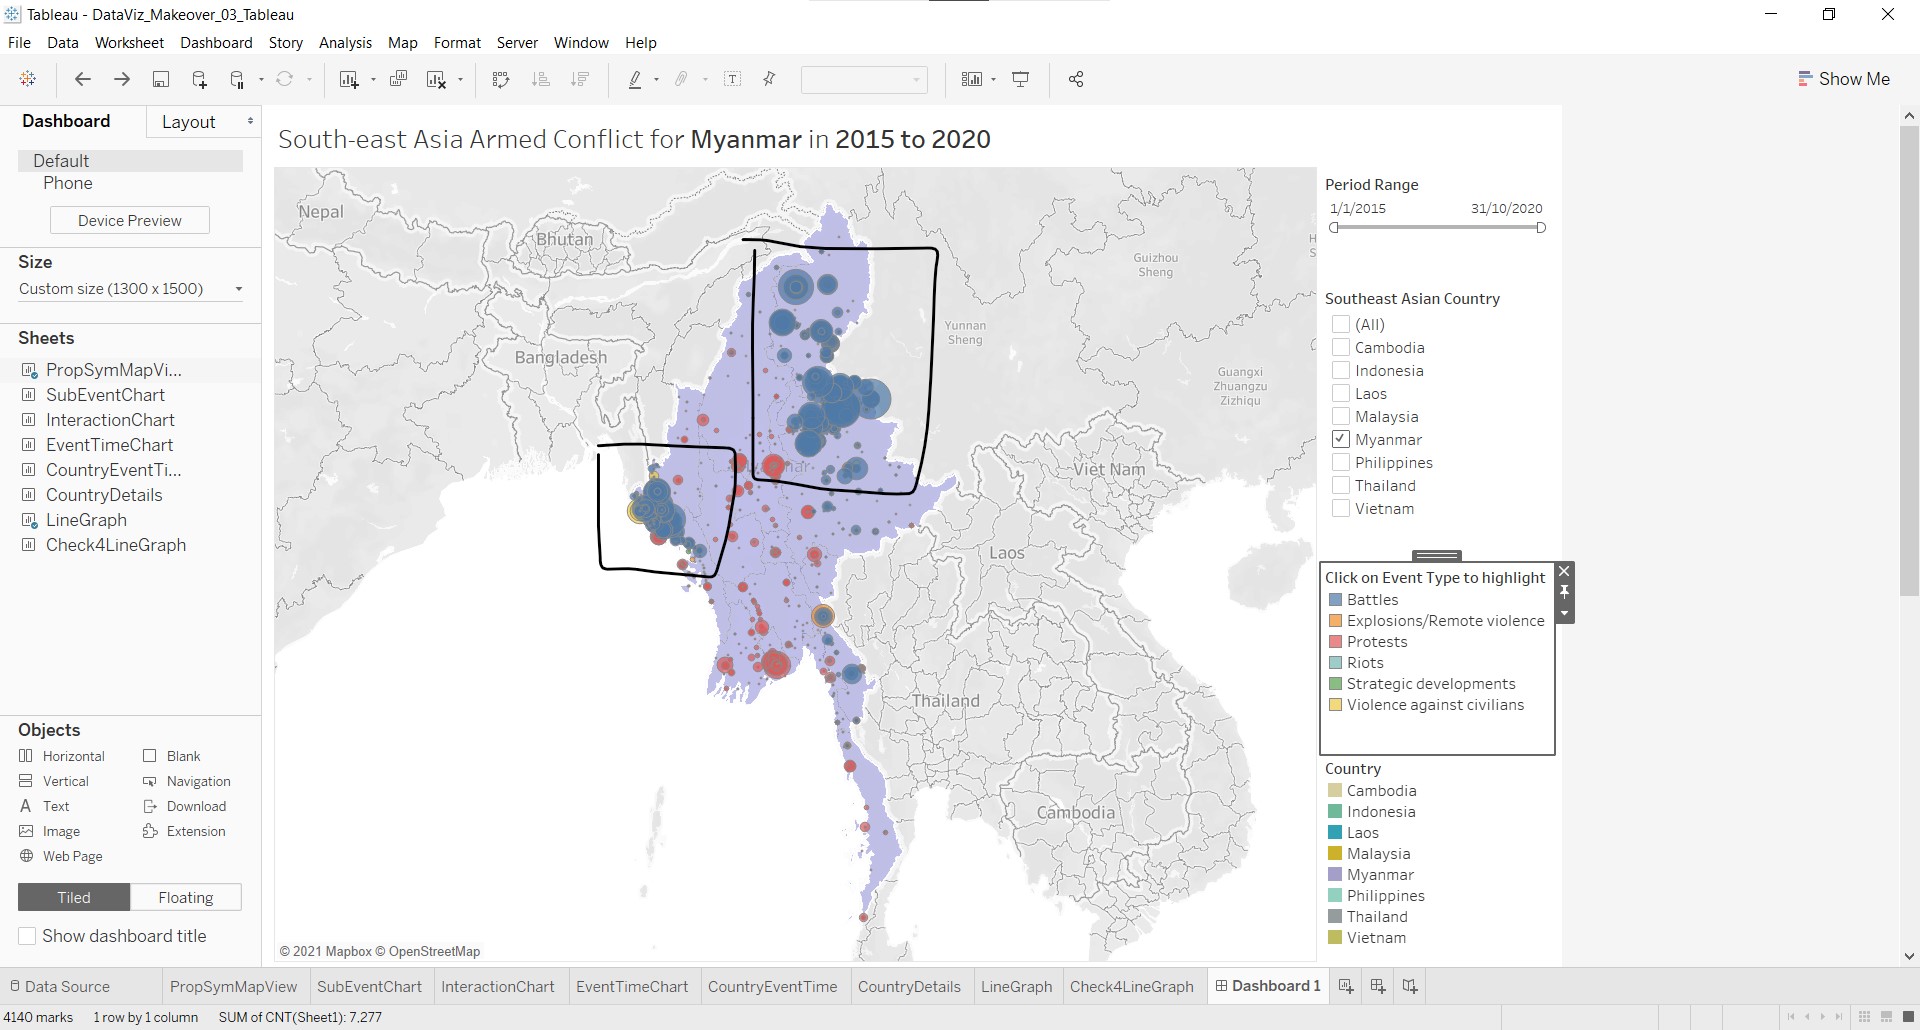 Tableau - DataViz_Makeover_03_Tableau
File Data Worksheet Dashboard Story Analysis Map Format Server Window Help
Show Me
Dashboard
Layout
Default
Phone
Device Preview
Size
Custom size (1300 x 1500)
Sheets
PropSymMapVi...
SubEventChart
InteractionChart
EventTimeChart
CountryEventTi...
CountryDetails
LineGraph
Check4LineGraph
Objects
Horizontal
Blank
Vertical
Navigation
Text
Download
Image
Extension
Web Page
Tiled
Floating
Show dashboard title
South-east Asia Armed Conflict for Myanmar in 2015 to 2020
Nepal
Bhutan
Bangladesh
Guizhou
Sheng
Yunnan
Sheng
Guangxi
Zhuangzu
Zizhiqu
Viet Nam
Laos
Thailand
Cambodia
© 2021 Mapbox © OpenStreetMap
Period Range
1/1/2015
31/10/2020
Southeast Asian Country
(All)
Cambodia
Indonesia
Laos
Malaysia
Myanmar
Philippines
Thailand
Vietnam
Click on Event Type to highlight
Battles
Explosions/Remote violence
Protests
Riots
Strategic developments
Violence against civilians
Country
Cambodia
Indonesia
Laos
Malaysia
Myanmar
Philippines
Thailand
Vietnam
Data Source
PropSymMapView
SubEventChart
InteractionChart
EventTimeChart
CountryEventTime
CountryDetails
LineGraph
Check4LineGraph
Dashboard 1
4140 marks
1 row by 1 column
SUM of CNT(Sheet1): 7,277